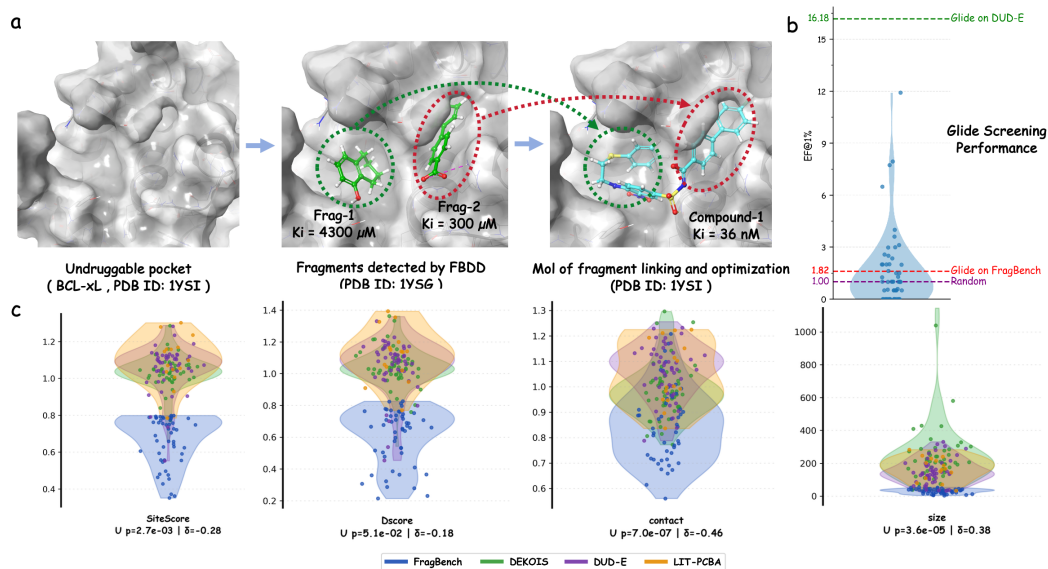 a
Frag-1
Ki = 4300 µM
Frag-2
Ki = 300 µM
Compound-1
Ki = 36 nM
Undruggable pocket
( BCL-xL , PDB ID: 1YSI )
Fragments detected by FBDD
(PDB ID: 1YSG )
Mol of fragment linking and optimization
(PDB ID: 1YSI )
b
16.18
Glide on DUD-E
15
12
9
6
3
0
EF@1%
Glide Screening
Performance
1.82
Glide on FragBench
1.00
Random
c
1.2
1.0
0.8
0.6
0.4
SiteScore
U p=2.7e-03 | δ=-0.28
1.4
1.2
1.0
0.8
0.6
0.4
0.2
Dscore
U p=5.1e-02 | δ=-0.18
1.3
1.2
1.1
1.0
0.9
0.8
0.7
0.6
contact
U p=7.0e-07 | δ=-0.46
1000
800
600
400
200
0
size
U p=3.6e-05 | δ=0.38
FragBench
DEKOIS
DUD-E
LIT-PCBA